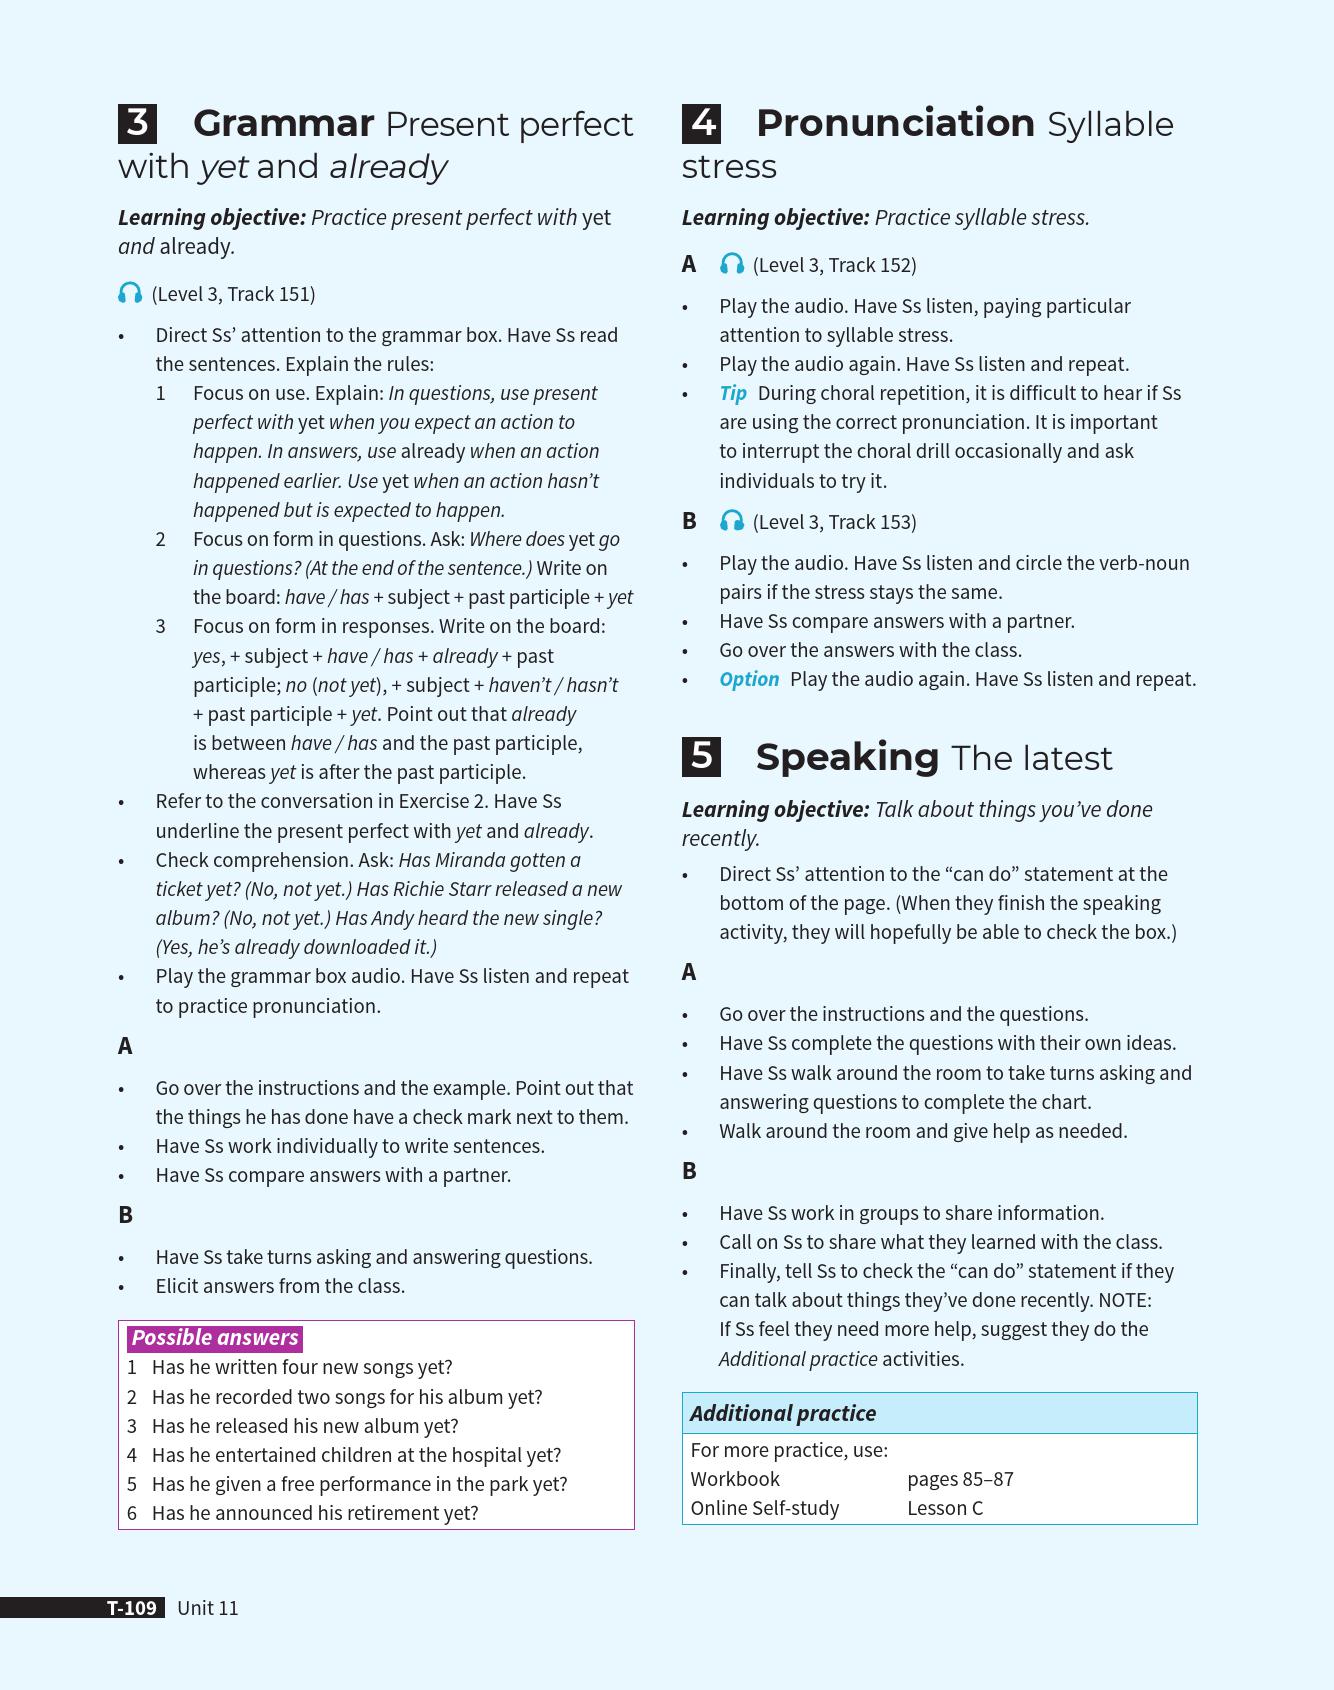 3 Grammar Present perfect
with yet and already
Learning objective: Practice present perfect with yet
and already.
(Level 3, Track 151)
• Direct Ss’ attention to the grammar box. Have Ss read
the sentences. Explain the rules:
1 Focus on use. Explain: In questions, use present
perfect with yet when you expect an action to
happen. In answers, use already when an action
happened earlier. Use yet when an action hasn’t
happened but is expected to happen.
2 Focus on form in questions. Ask: Where does yet go
in questions? (At the end of the sentence.) Write on
the board: have / has + subject + past participle + yet
3 Focus on form in responses. Write on the board:
yes, + subject + have / has + already + past
participle; no (not yet), + subject + haven’t / hasn’t
+ past participle + yet. Point out that already
is between have / has and the past participle,
whereas yet is after the past participle.
• Refer to the conversation in Exercise 2. Have Ss
underline the present perfect with yet and already.
• Check comprehension. Ask: Has Miranda gotten a
ticket yet? (No, not yet.) Has Richie Starr released a new
album? (No, not yet.) Has Andy heard the new single?
(Yes, he’s already downloaded it.)
• Play the grammar box audio. Have Ss listen and repeat
to practice pronunciation.
A
• Go over the instructions and the example. Point out that
the things he has done have a check mark next to them.
• Have Ss work individually to write sentences.
• Have Ss compare answers with a partner.
B
• Have Ss take turns asking and answering questions.
• Elicit answers from the class.
Possible answers
1 Has he written four new songs yet?
2 Has he recorded two songs for his album yet?
3 Has he released his new album yet?
4 Has he entertained children at the hospital yet?
5 Has he given a free performance in the park yet?
6 Has he announced his retirement yet?
4 Pronunciation Syllable
stress
Learning objective: Practice syllable stress.
A (Level 3, Track 152)
• Play the audio. Have Ss listen, paying particular
attention to syllable stress.
• Play the audio again. Have Ss listen and repeat.
• Tip During choral repetition, it is difficult to hear if Ss
are using the correct pronunciation. It is important
to interrupt the choral drill occasionally and ask
individuals to try it.
B (Level 3, Track 153)
• Play the audio. Have Ss listen and circle the verb-noun
pairs if the stress stays the same.
• Have Ss compare answers with a partner.
• Go over the answers with the class.
• Option Play the audio again. Have Ss listen and repeat.
5 Speaking The latest
Learning objective: Talk about things you’ve done
recently.
• Direct Ss’ attention to the “can do” statement at the
bottom of the page. (When they finish the speaking
activity, they will hopefully be able to check the box.)
A
• Go over the instructions and the questions.
• Have Ss complete the questions with their own ideas.
• Have Ss walk around the room to take turns asking and
answering questions to complete the chart.
• Walk around the room and give help as needed.
B
• Have Ss work in groups to share information.
• Call on Ss to share what they learned with the class.
• Finally, tell Ss to check the “can do” statement if they
can talk about things they’ve done recently. NOTE:
If Ss feel they need more help, suggest they do the
Additional practice activities.
Additional practice
For more practice, use:
Workbook pages 85–87
Online Self-study Lesson C
T-109 Unit 11